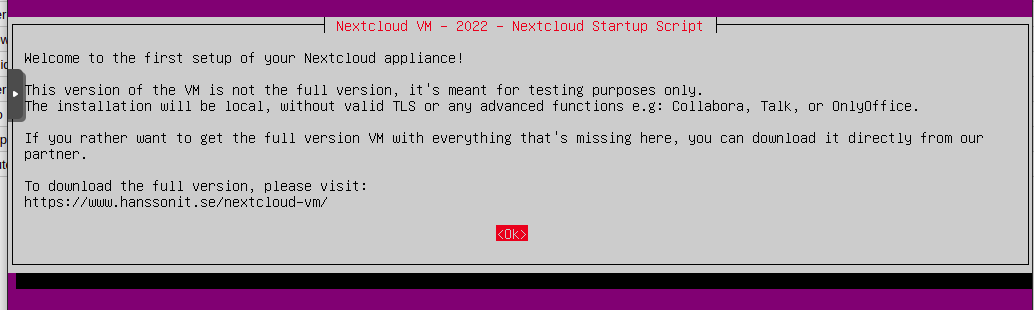 Nextcloud VM - 2022 - Nextcloud Startup Script
Welcome to the first setup of your Nextcloud appliance!
This version of the VM is not the full version, it's meant for testing purposes only.
The installation will be local, without valid TLS or any advanced functions e.g: Collabora, Talk, or OnlyOffice.
If you rather want to get the full version VM with everything that's missing here, you can download it directly from our
partner.
To download the full version, please visit:
https://www.hanssonit.se/nextcloud-vm/
<Ok>